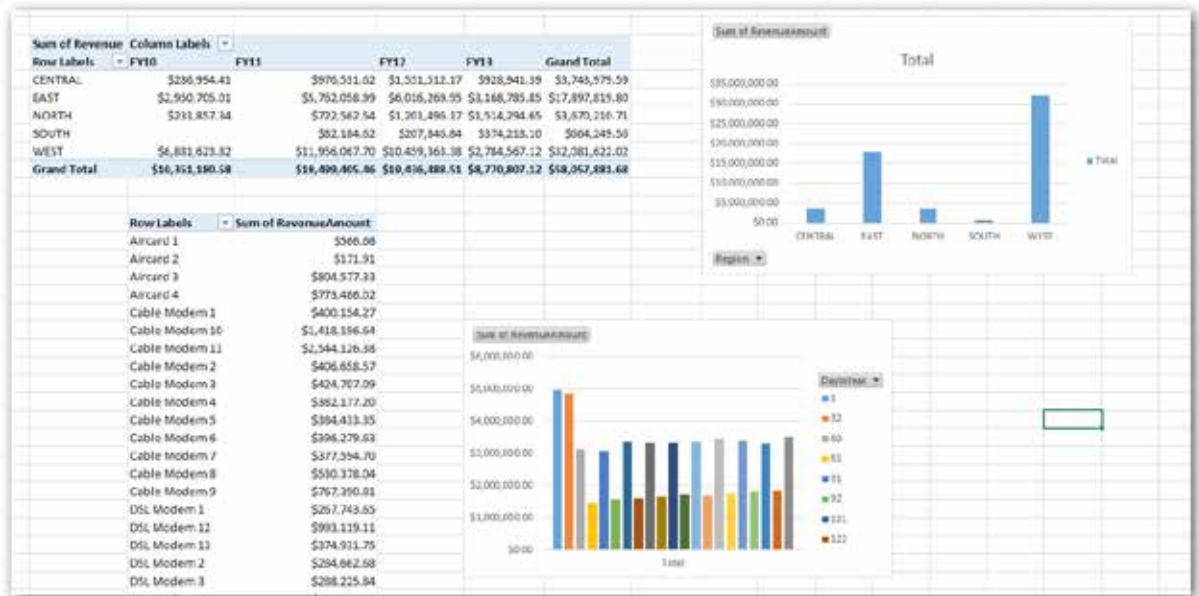 Sum of Revenue Column Labels
Row Labels FY10 FY11 FY12 FY13 Grand Total
CENTRAL $286,954.41 $976,531.62 $1,551,312.17 $928,941.39 $3,743,979.59
EAST $2,950,705.01 $5,762,058.99 $6,016,269.95 $3,168,785.85 $17,897,819.80
NORTH $231,857.34 $722,562.54 $1,201,496.17 $1,514,294.65 $3,670,210.71
SOUTH $82,184.62 $207,846.84 $374,218.10 $664,249.56
WEST $6,881,623.82 $11,956,067.70 $10,459,363.38 $2,784,567.12 $32,081,622.02
Grand Total $10,351,180.58 $19,499,405.46 $19,436,488.51 $8,770,807.12 $58,057,881.68
Row Labels Sum of RevenueAmount
Aircard 1 $566.66
Aircard 2 $171.91
Aircard 3 $804,577.33
Aircard 4 $773,466.02
Cable Modem 1 $400,154.27
Cable Modem 10 $1,418,196.64
Cable Modem 11 $2,544,126.38
Cable Modem 2 $406,658.57
Cable Modem 3 $424,707.09
Cable Modem 4 $382,177.20
Cable Modem 5 $384,433.35
Cable Modem 6 $396,279.63
Cable Modem 7 $377,594.70
Cable Modem 8 $530,378.04
Cable Modem 9 $767,390.81
DSL Modem 1 $267,743.65
DSL Modem 12 $993,119.11
DSL Modem 13 $374,931.75
DSL Modem 2 $284,662.68
DSL Modem 3 $288,225.84
Sum of RevenueAmount
Total
$35,000,000.00
$30,000,000.00
$25,000,000.00
$20,000,000.00
$15,000,000.00
$10,000,000.00
$5,000,000.00
$0.00
CENTRAL EAST NORTH SOUTH WEST
Total
Region
Sum of RevenueAmount
$6,000,000.00
$5,000,000.00
$4,000,000.00
$3,000,000.00
$2,000,000.00
$1,000,000.00
$0.00
Total
1
32
60
61
91
92
121
122